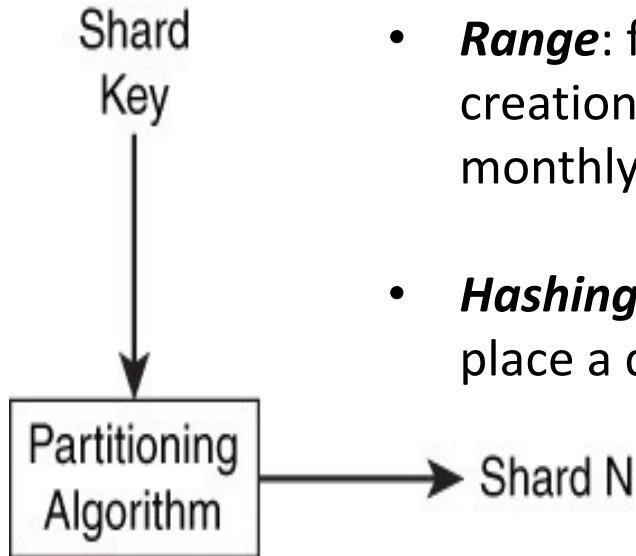 Shard
Key
Partitioning
Algorithm
Shard N
• Range:
creation
monthly
• Hashing
place a